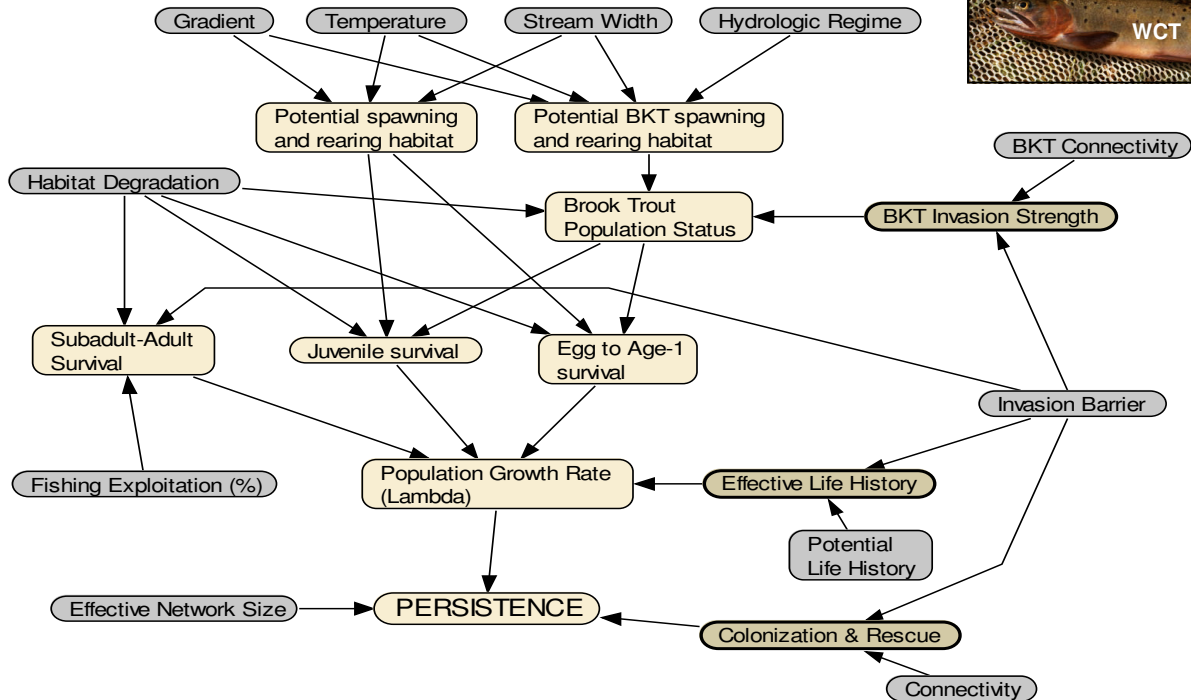 Gradient
Temperature
Stream Width
Hydrologic Regime
WCT
Potential spawning
and rearing habitat
Potential BKT spawning
and rearing habitat
BKT Connectivity
Habitat Degradation
Brook Trout
Population Status
BKT Invasion Strength
Subadult-Adult
Survival
Juvenile survival
Egg to Age-1
survival
Invasion Barrier
Fishing Exploitation (%)
Population Growth Rate
(Lambda)
Effective Life History
Potential
Life History
Effective Network Size
PERSISTENCE
Colonization & Rescue
Connectivity